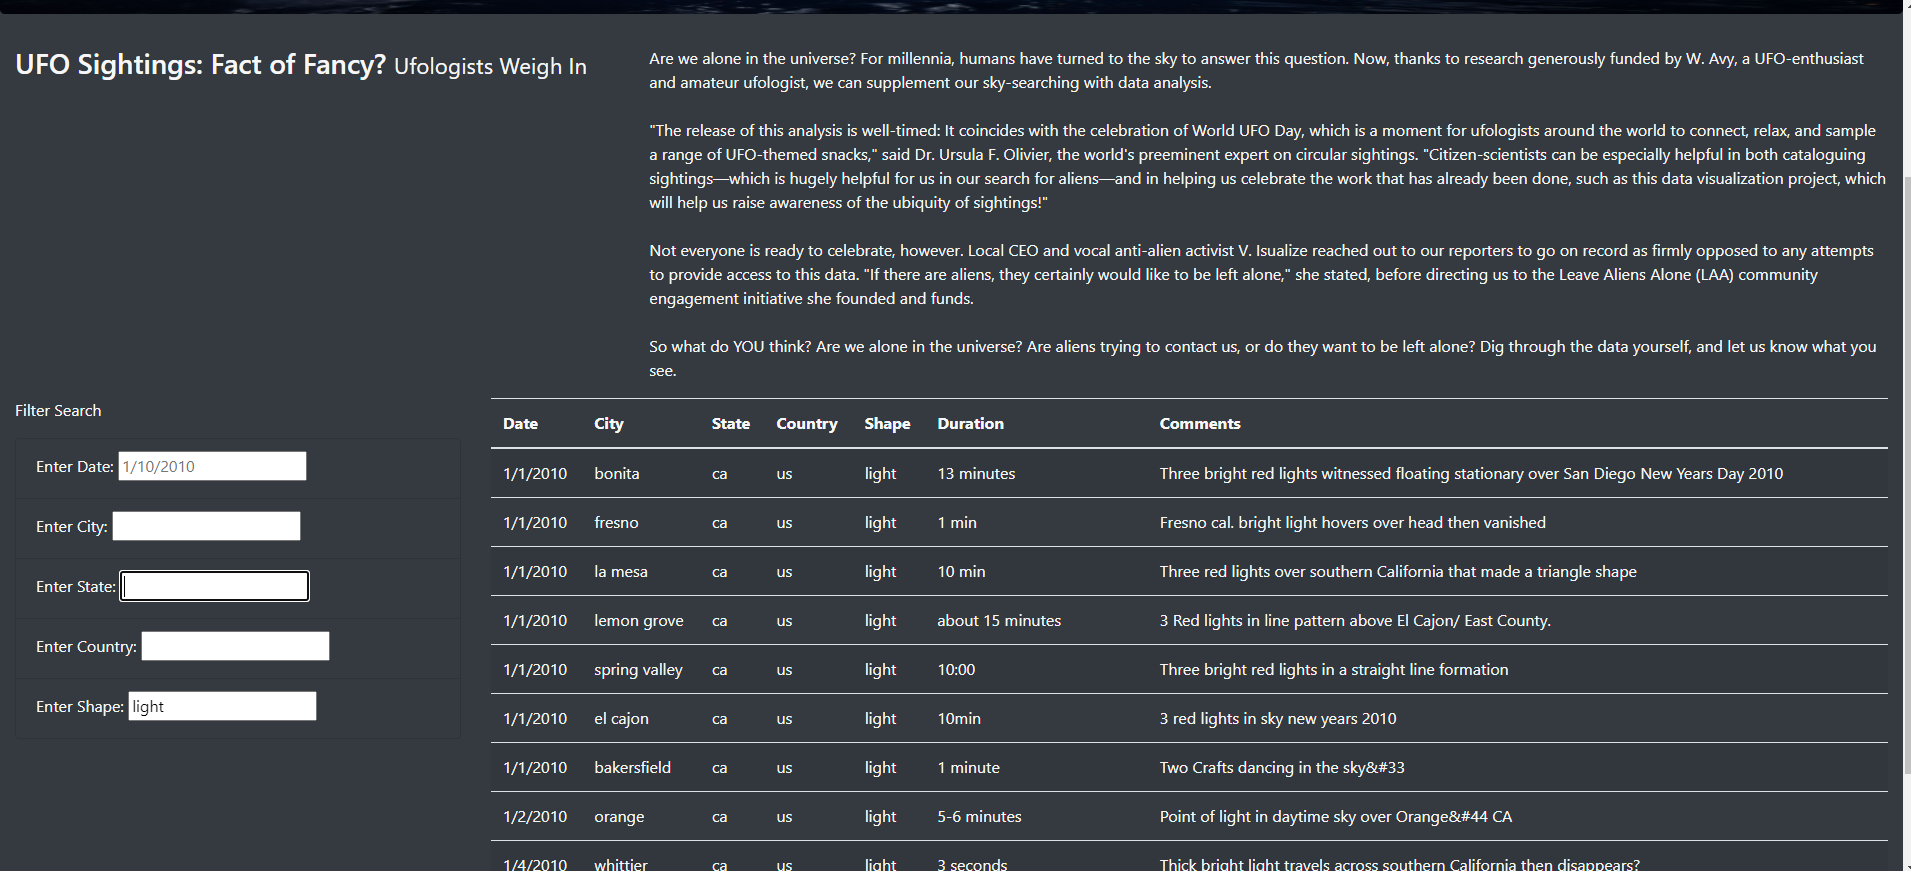 UFO Sightings: Fact of Fancy? Ufologists Weigh In
Are we alone in the universe? For millennia, humans have turned to the sky to answer this question. Now, thanks to research generously funded by W. Avy, a UFO-enthusiast
and amateur ufologist, we can supplement our sky-searching with data analysis.
"The release of this analysis is well-timed: It coincides with the celebration of World UFO Day, which is a moment for ufologists around the world to connect, relax, and sample
a range of UFO-themed snacks," said Dr. Ursula F. Olivier, the world's preeminent expert on circular sightings. "Citizen-scientists can be especially helpful in both cataloguing
sightings—which is hugely helpful for us in our search for aliens—and in helping us celebrate the work that has already been done, such as this data visualization project, which
will help us raise awareness of the ubiquity of sightings!"
Not everyone is ready to celebrate, however. Local CEO and vocal anti-alien activist V. Isualize reached out to our reporters to go on record as firmly opposed to any attempts
to provide access to this data. "If there are aliens, they certainly would like to be left alone," she stated, before directing us to the Leave Aliens Alone (LAA) community
engagement initiative she founded and funds.
So what do YOU think? Are we alone in the universe? Are aliens trying to contact us, or do they want to be left alone? Dig through the data yourself, and let us know what you
see.
Filter Search
Enter Date: 1/10/2010
Enter City:
Enter State:
Enter Country:
Enter Shape: light
Date City State Country Shape Duration Comments
1/1/2010 bonita ca us light 13 minutes Three bright red lights witnessed floating stationary over San Diego New Years Day 2010
1/1/2010 fresno ca us light 1 min Fresno cal. bright light hovers over head then vanished
1/1/2010 la mesa ca us light 10 min Three red lights over southern California that made a triangle shape
1/1/2010 lemon grove ca us light about 15 minutes 3 Red lights in line pattern above El Cajon/ East County.
1/1/2010 spring valley ca us light 10:00 Three bright red lights in a straight line formation
1/1/2010 el cajon ca us light 10min 3 red lights in sky new years 2010
1/1/2010 bakersfield ca us light 1 minute Two Crafts dancing in the sky&#33
1/2/2010 orange ca us light 5-6 minutes Point of light in daytime sky over Orange&#44 CA
1/4/2010 whittier ca us light 3 seconds Thick bright light travels across southern California then disappears?